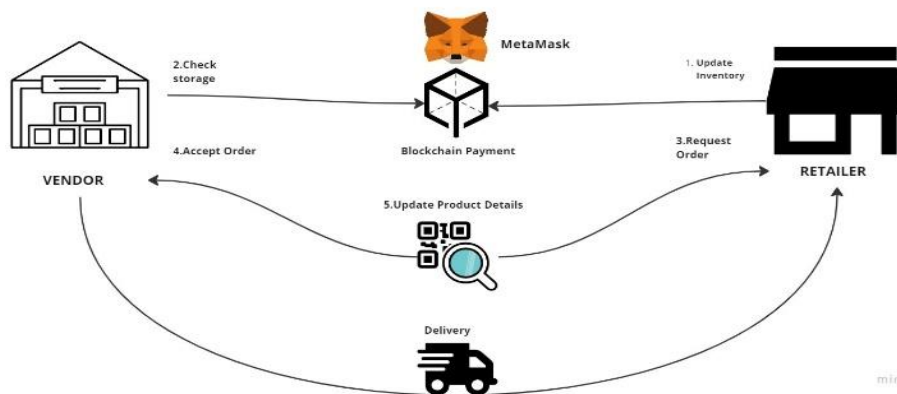 MetaMask
2.Check
storage
1. Update
Inventory
4.Accept Order
Blockchain Payment
3.Request
Order
VENDOR
RETAILER
5.Update Product Details
Delivery